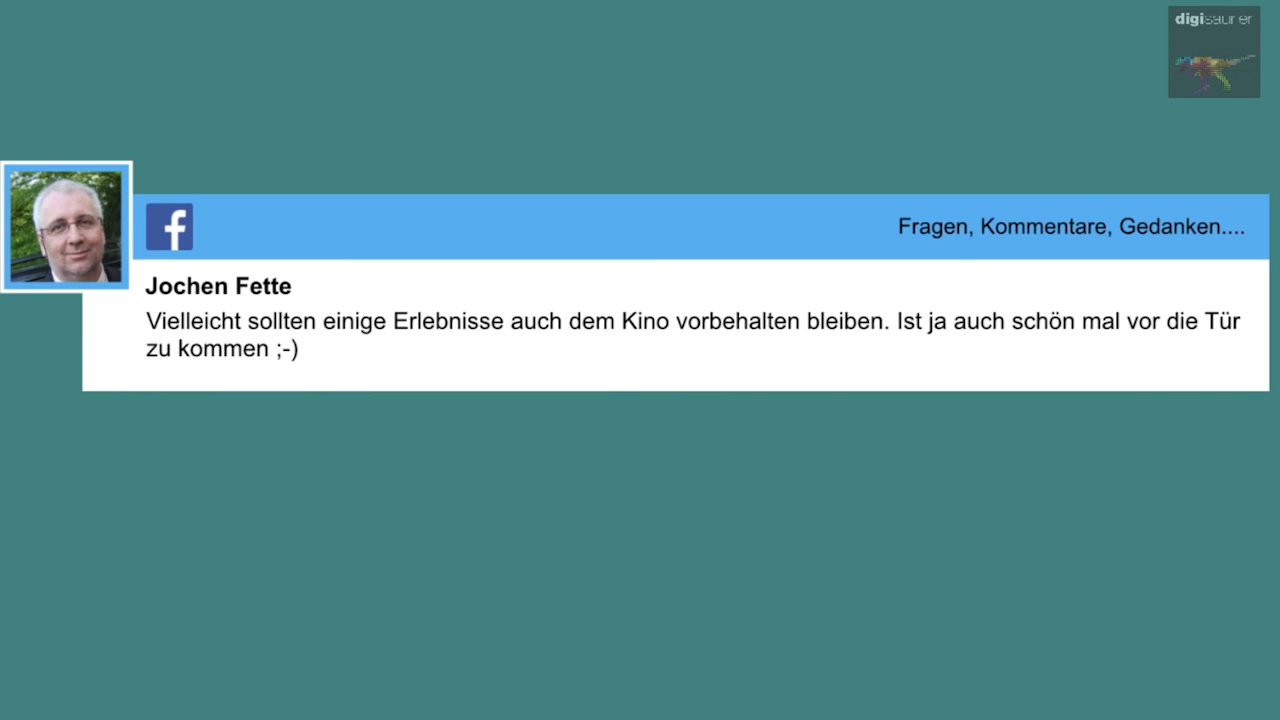 digisaurier
Fragen, Kommentare, Gedanken....
Jochen Fette
Vielleicht sollten einige Erlebnisse auch dem Kino vorbehalten bleiben. Ist ja auch schön mal vor die Tür
zu kommen ;-)